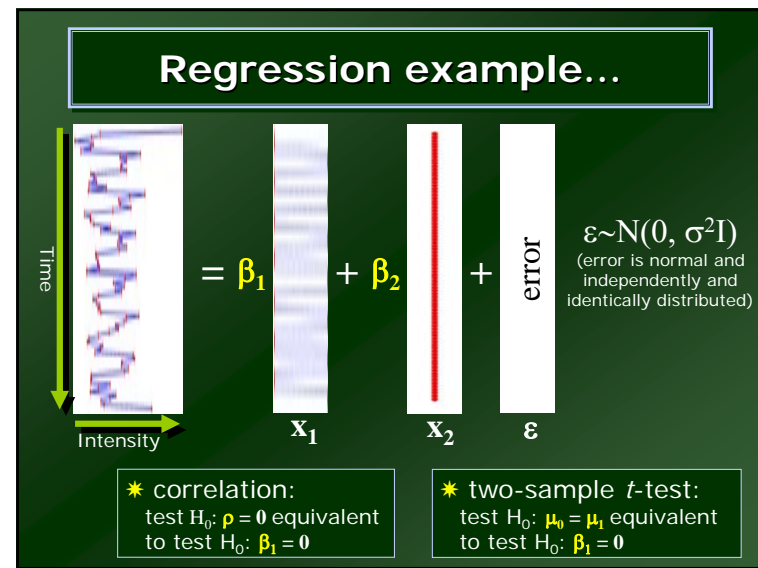 Regression example...
Time
Intensity
= β₁ + β₂ +
x₁
x₂
error
ε
ε~N(0, σ²I)
(error is normal and
independently and
identically distributed)
✷ correlation:
test H₀: ρ = 0 equivalent
to test H₀: β₁ = 0
✷ two-sample t-test:
test H₀: μ₀ = μ₁ equivalent
to test H₀: β₁ = 0